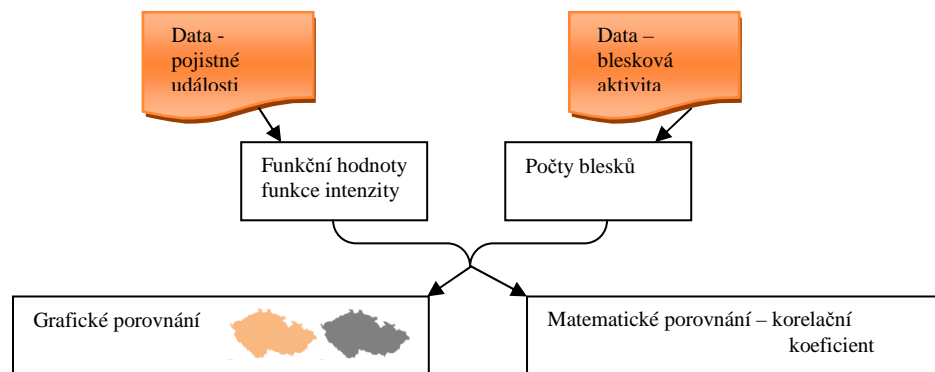 Data -
pojistné
události
Data –
blesková
aktivita
Funkční hodnoty
funkce intenzity
Počty blesků
Grafické porovnání
Matematické porovnání – korelační
koeficient